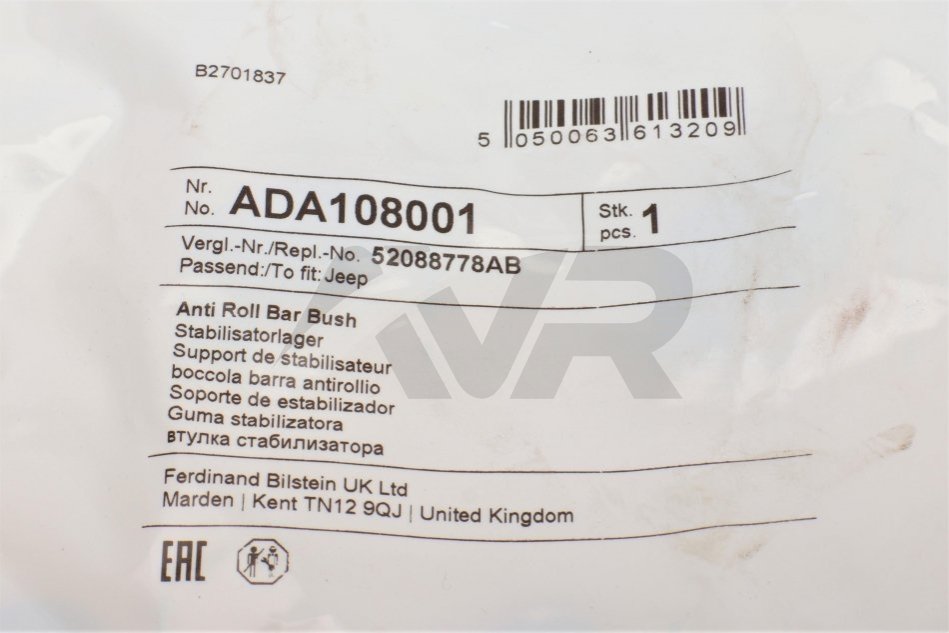 B2701837
5 050063 613209
Nr.
No. ADA108001
Stk.
pcs. 1
Vergl.-Nr./Repl.-No. 52088778AB
Passend:/To fit: Jeep
Anti Roll Bar Bush
Stabilisatorlager
Support de stabilisateur
boccola barra antirollio
Soporte de estabilizador
Guma stabilizatora
втулка стабилизатора
Ferdinand Bilstein UK Ltd
Marden | Kent TN12 9QJ | United Kingdom
EAC
AVR